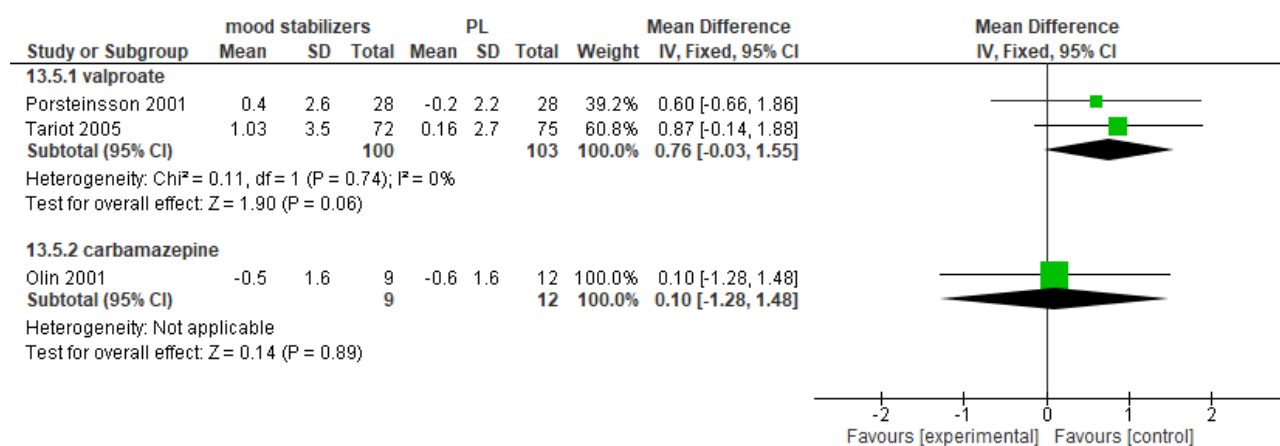 mood stabilizers PL Mean Difference Mean Difference
Study or Subgroup Mean SD Total Mean SD Total Weight IV, Fixed, 95% CI IV, Fixed, 95% CI
13.5.1 valproate
Porsteinsson 2001 0.4 2.6 28 -0.2 2.2 28 39.2% 0.60 [-0.66, 1.86]
Tariot 2005 1.03 3.5 72 0.16 2.7 75 60.8% 0.87 [-0.14, 1.88]
Subtotal (95% CI) 100 103 100.0% 0.76 [-0.03, 1.55]
Heterogeneity: Chi² = 0.11, df = 1 (P = 0.74); I² = 0%
Test for overall effect: Z = 1.90 (P = 0.06)
13.5.2 carbamazepine
Olin 2001 -0.5 1.6 9 -0.6 1.6 12 100.0% 0.10 [-1.28, 1.48]
Subtotal (95% CI) 9 12 100.0% 0.10 [-1.28, 1.48]
Heterogeneity: Not applicable
Test for overall effect: Z = 0.14 (P = 0.89)
-2 -1 0 1 2
Favours [experimental] Favours [control]